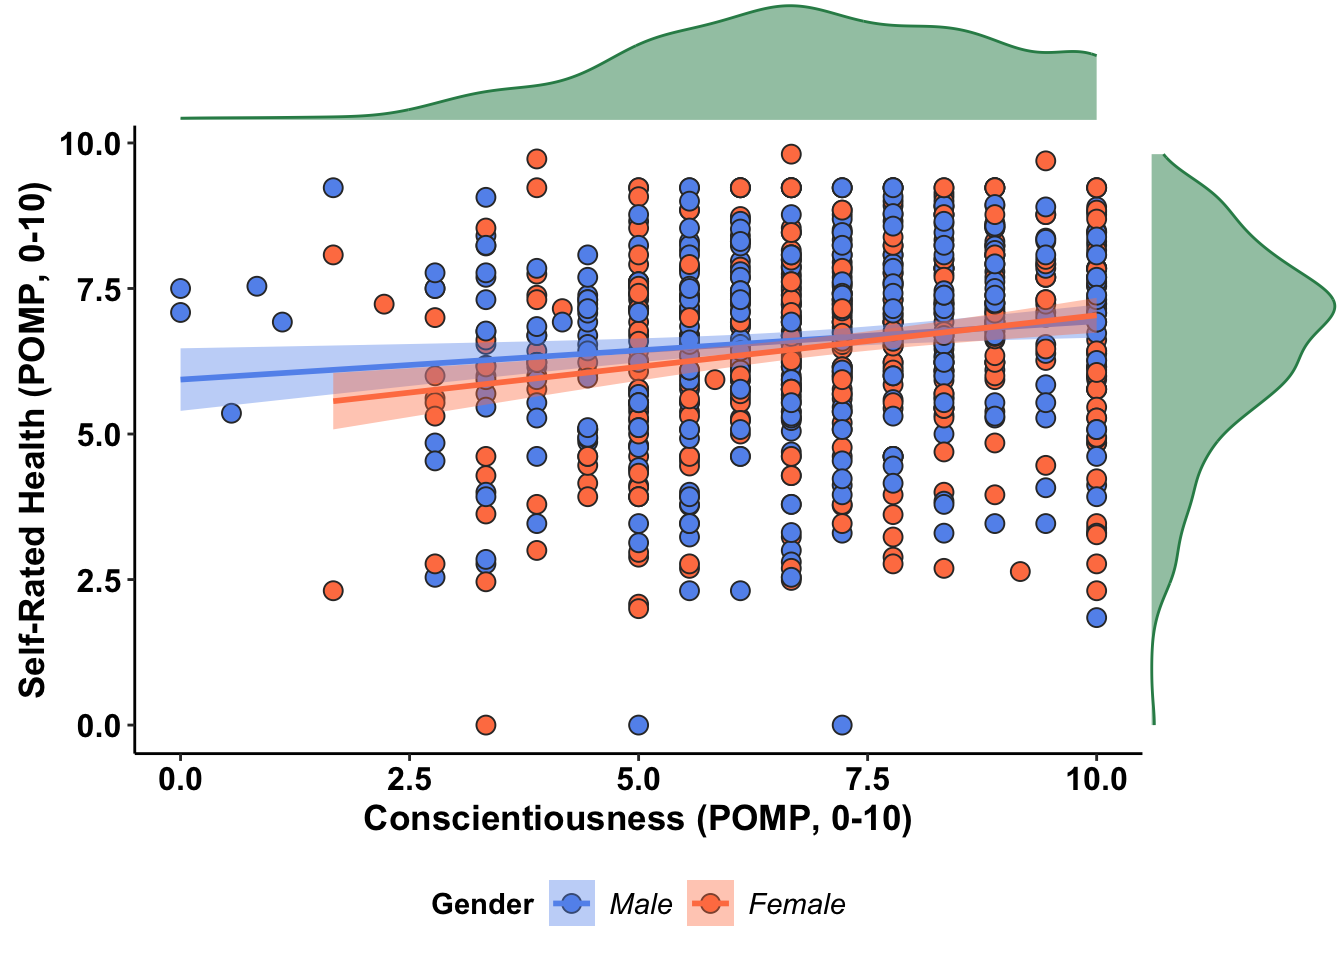 10.0
7.5
5.0
2.5
0.0
Self-Rated Health (POMP, 0-10)
0.0 2.5 5.0 7.5 10.0
Conscientiousness (POMP, 0-10)
Gender Male Female